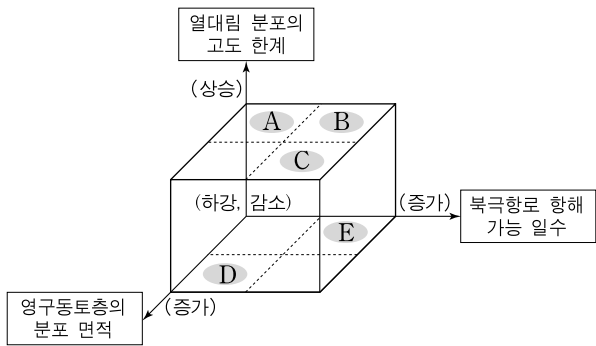 열대림 분포의
고도 한계
(상승)
A
B
C
(하강, 감소)
(증가)
북극항로 항해
가능 일수
E
D
영구동토층의
분포 면적
(증가)